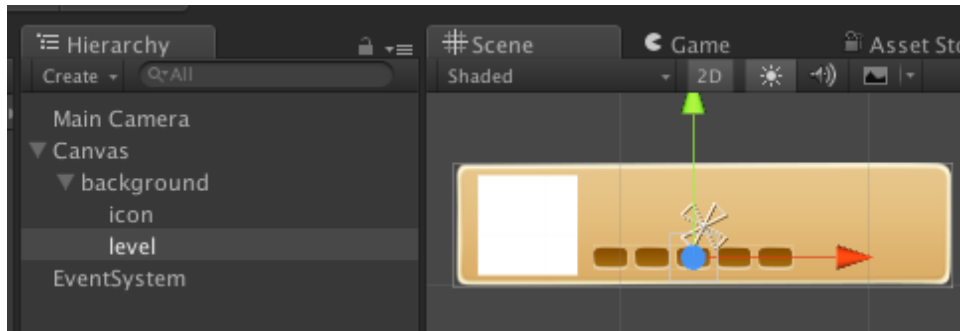 Hierarchy
Create
All
Main Camera
Canvas
background
icon
level
EventSystem
Scene
Game
Asset Sto
Shaded
2D